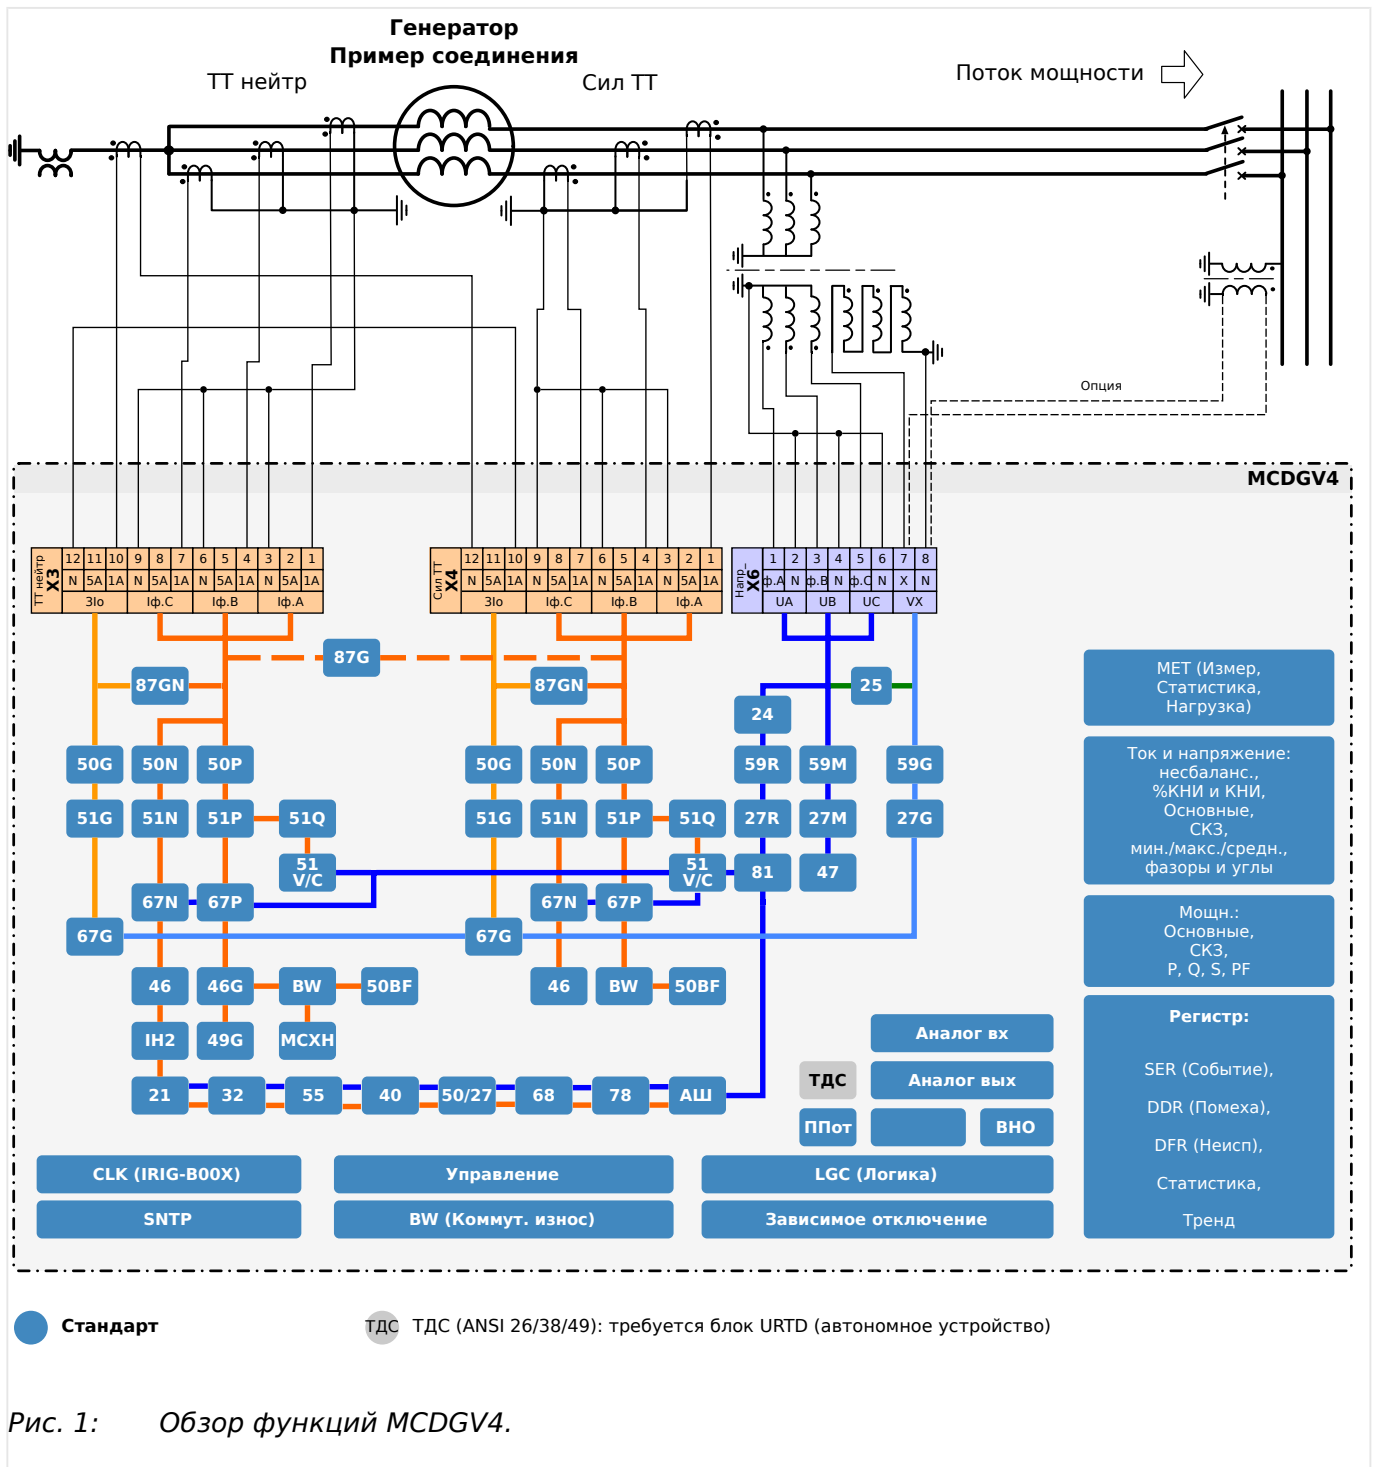 Генератор
Пример соединения
ТТ нейтр
Сил ТТ
Поток мощности
Опция
MCDGV4
ТТ нейтр
X3
12 11 10 9 8 7 6 5 4 3 2 1
N 5A 1A N 5A 1A N 5A 1A N 5A 1A
3Io Iф.C Iф.B Iф.A
Сил ТТ
X4
12 11 10 9 8 7 6 5 4 3 2 1
N 5A 1A N 5A 1A N 5A 1A N 5A 1A
3Io Iф.C Iф.B Iф.A
Напр_
X6
1 2 3 4 5 6 7 8
ф.A N ф.B N ф.C N X N
UA UB UC VX
87G
87GN 87GN 25
24
50G 50N 50P 50G 50N 50P 59R 59M 59G
51G 51N 51P 51Q 51G 51N 51P 51Q 27R 27M 27G
51
V/C
51
V/C
81 47
67N 67P 67N 67P
67G 67G
46 46G BW 50BF 46 BW 50BF
IH2 49G МСХН
21 32 55 40 50/27 68 78 АШ
Аналог вх
ТДС Аналог вых
ППот ВНО
CLK (IRIG-B00X) Управление LGC (Логика)
SNTP BW (Коммут. износ) Зависимое отключение
MET (Измер,
Статистика,
Нагрузка)
Ток и напряжение:
несбаланс.,
%КНИ и КНИ,
Основные,
СКЗ,
мин./макс./средн.,
фазоры и углы
Мощн.:
Основные,
СКЗ,
P, Q, S, PF
Регистр:
SER (Событие),
DDR (Помеха),
DFR (Неисп),
Статистика,
Тренд
Стандарт
ТДС ТДС (ANSI 26/38/49): требуется блок URTD (автономное устройство)
Рис. 1: Обзор функций MCDGV4.